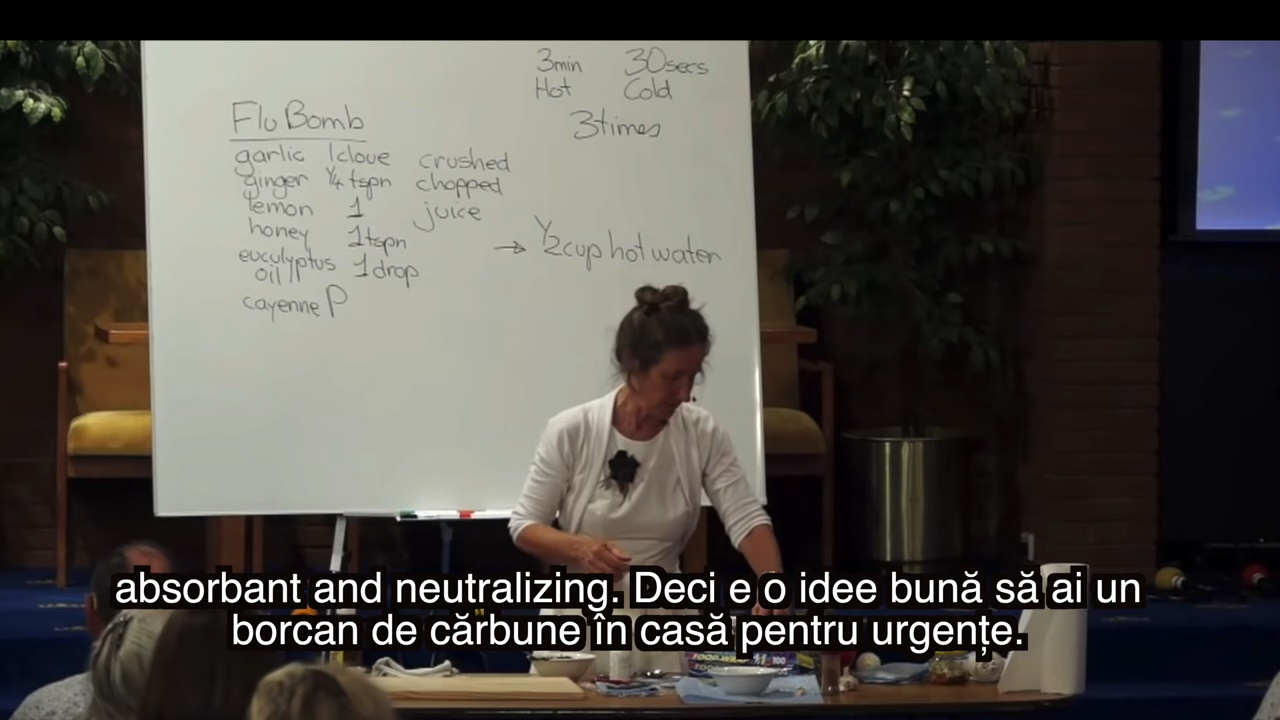 3min 30secs
Hot Cold
3times
Flu Bomb
garlic 1clove crushed
ginger ¼ tspn chopped
lemon 1 juice
honey 1tspn
→ ½cup hot water
euculyptus 1drop
oil
cayenne P
absorbant and neutralizing. Deci e o idee bună să ai un
borcan de cărbune în casă pentru urgențe.